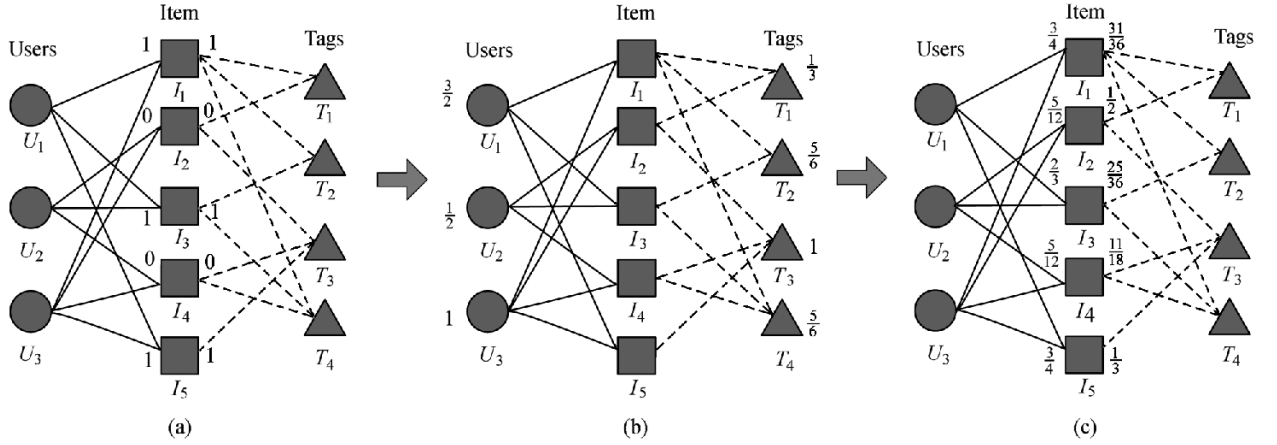 Item
Users
Tags
1
1
I1
0
0
I2
1
1
I3
0
0
I4
1
1
I5
U1
U2
U3
T1
T2
T3
T4
(a)
Item
Users
Tags
3/2
U1
1/2
U2
1
U3
I1
I2
I3
I4
I5
1/3
T1
5/6
T2
1
T3
5/6
T4
(b)
Item
Users
Tags
U1
U2
U3
3/4
31/36
I1
5/12
1/2
I2
2/3
25/36
I3
5/12
11/18
I4
3/4
1/3
I5
T1
T2
T3
T4
(c)